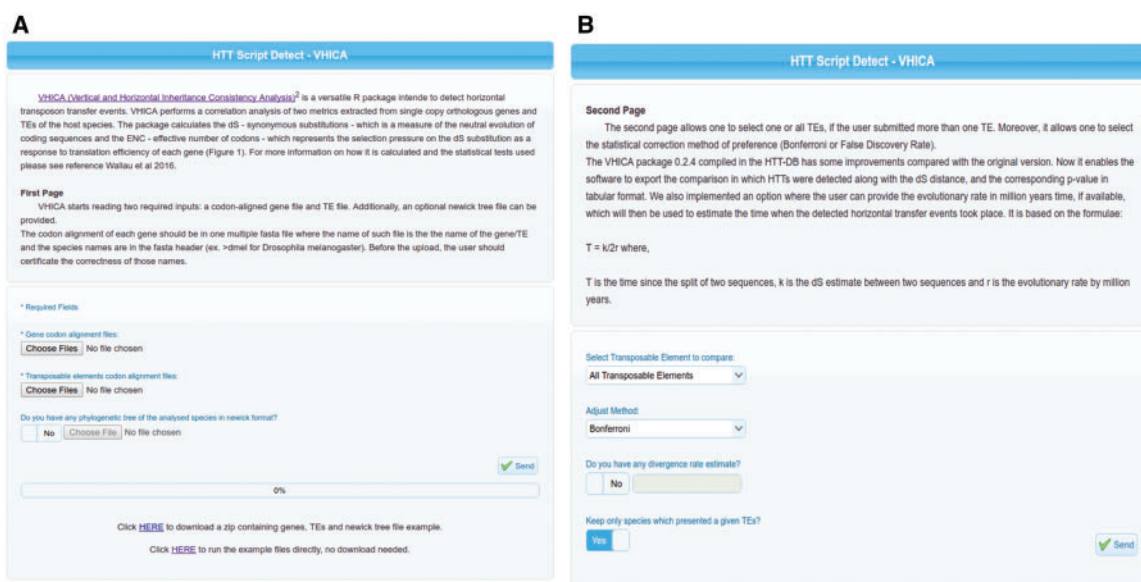 A
HTT Script Detect - VHICA
VHICA (Vertical and Horizontal Inheritance Consistency Analysis)2 is a versatile R package intende to detect horizontal
transposon transfer events. VHICA performs a correlation analysis of two metrics extracted from single copy orthologous genes and
TEs of the host species. The package calculates the dS - synonymous substitutions - which is a measure of the neutral evolution of
coding sequences and the ENC - effective number of codons - which represents the selection pressure on the dS substitution as a
response to translation efficiency of each gene (Figure 1). For more information on how it is calculated and the statistical tests used
please see reference Wallau et al 2016.
First Page
VHICA starts reading two required inputs: a codon-aligned gene file and TE file. Additionally, an optional newick tree file can be
provided.
The codon alignment of each gene should be in one multiple fasta file where the name of such file is the the name of the gene/TE
and the species names are in the fasta header (ex. >dmel for Drosophila melanogaster). Before the upload, the user should
certificate the correctness of those names.
* Required Fields
* Gene codon alignment files:
Choose Files No file chosen
* Transposable elements codon alignment files:
Choose Files No file chosen
Do you have any phylogenetic tree of the analysed species in newick format?
No Choose File No file chosen
Send
0%
Click HERE to download a zip containing genes, TEs and newick tree file example.
Click HERE to run the example files directly, no download needed.
B
HTT Script Detect - VHICA
Second Page
The second page allows one to select one or all TEs, if the user submitted more than one TE. Moreover, it allows one to select
the statistical correction method of preference (Bonferroni or False Discovery Rate).
The VHICA package 0.2.4 compiled in the HTT-DB has some improvements compared with the original version. Now it enables the
software to export the comparison in which HTTs were detected along with the dS distance, and the corresponding p-value in
tabular format. We also implemented an option where the user can provide the evolutionary rate in million years time, if available,
which will then be used to estimate the time when the detected horizontal transfer events took place. It is based on the formulae:
T = k/2r where,
T is the time since the split of two sequences, k is the dS estimate between two sequences and r is the evolutionary rate by million
years.
Select Transposable Element to compare:
All Transposable Elements
Adjust Method:
Bonferroni
Do you have any divergence rate estimate?
No
Keep only species which presented a given TEs?
Yes
Send